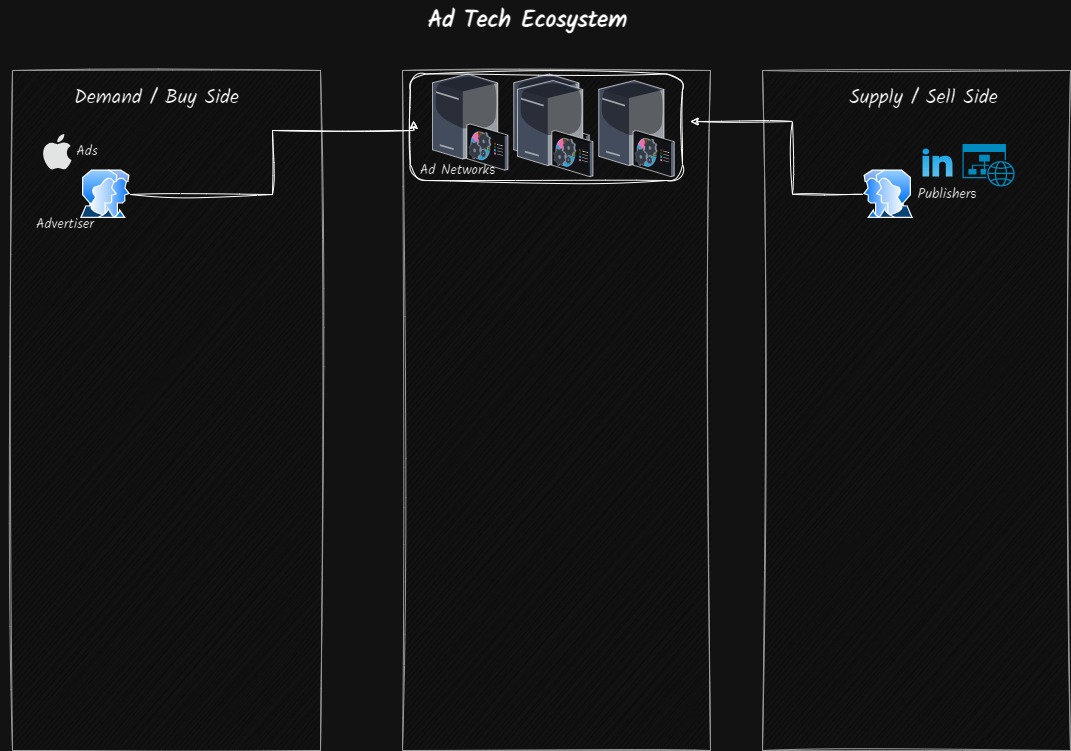 Ad Tech Ecosystem
Demand / Buy Side
Ads
Advertiser
Ad Networks
Supply / Sell Side
in
Publishers